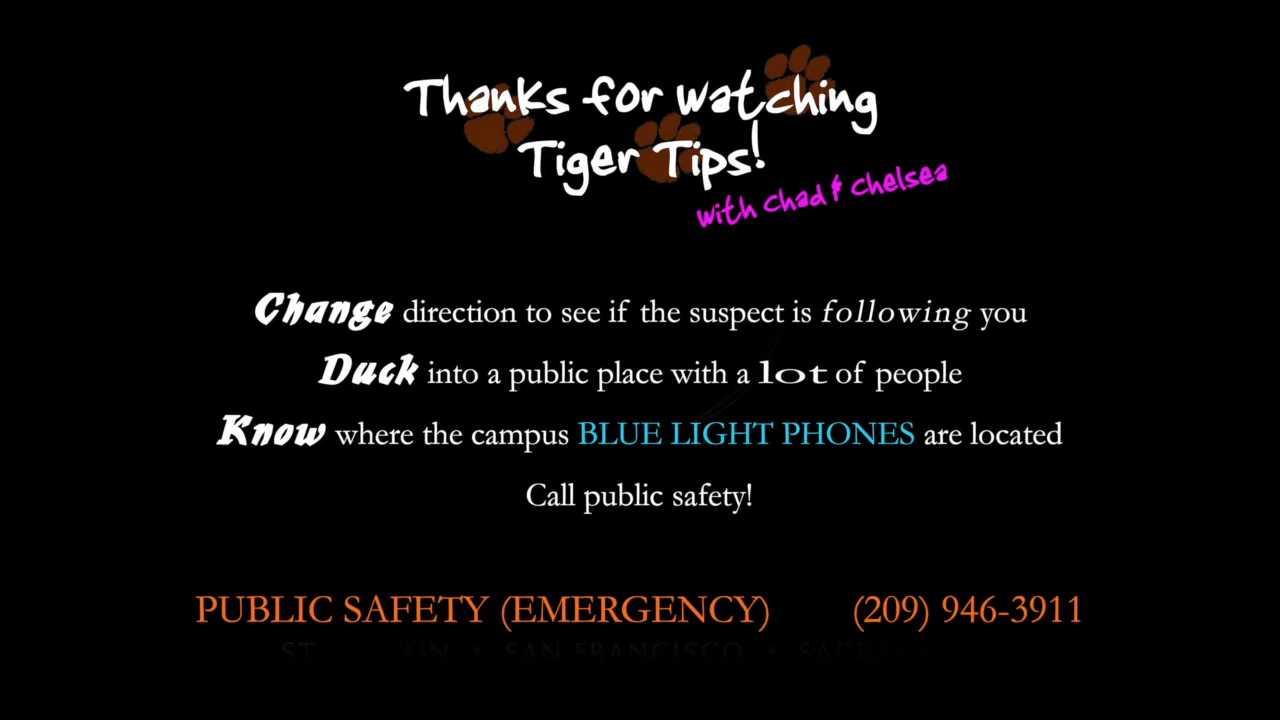 Thanks for watching
Tiger Tips!
with Chad & Chelsea
Change direction to see if the suspect is following you
Duck into a public place with a lot of people
Know where the campus BLUE LIGHT PHONES are located
Call public safety!
PUBLIC SAFETY (EMERGENCY) (209) 946-3911
SAN FRANCISCO